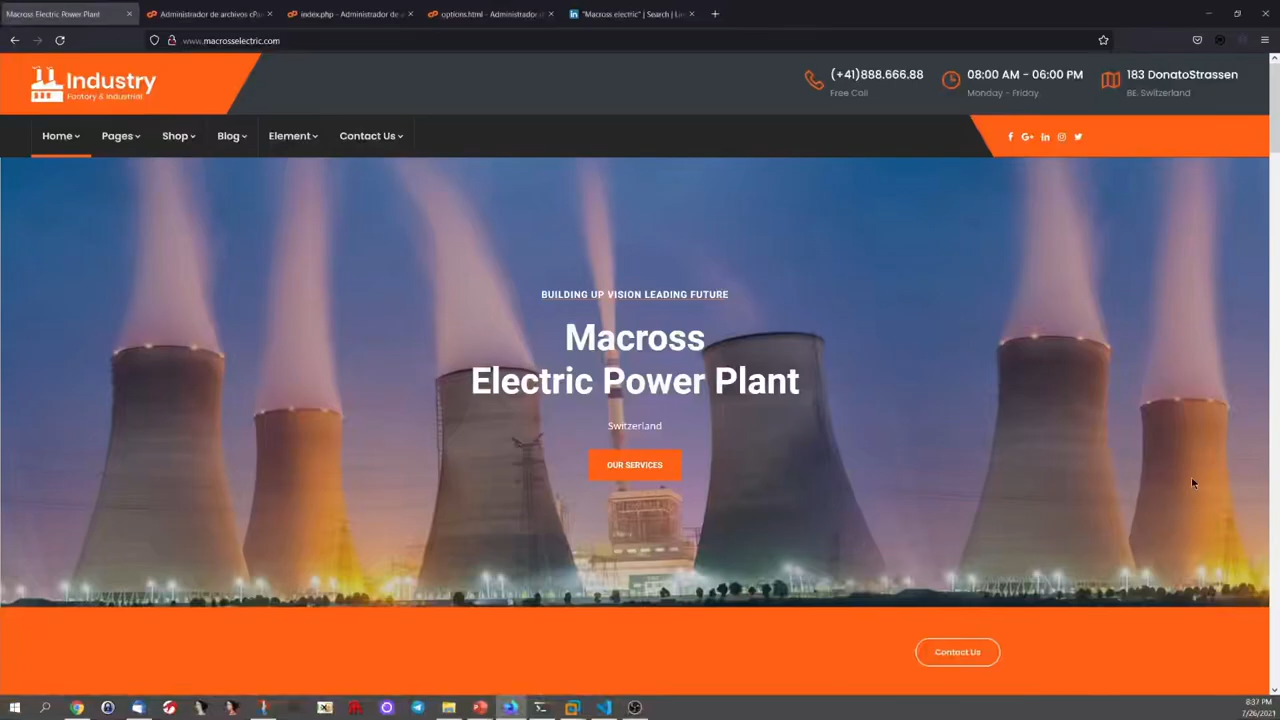 Macross Electric Power Plant
Administrador de archivos cPa
index.php - Administrador de a
options.html - Administrador d
"Macross electric" | Search | Li
www.macrosselectric.com
Industry
Factory & Industrial
(+41)888.666.88
Free Call
08:00 AM - 06:00 PM
Monday - Friday
183 DonatoStrassen
BE. Switzerland
Home
Pages
Shop
Blog
Element
Contact Us
BUILDING UP VISION LEADING FUTURE
Macross
Electric Power Plant
Switzerland
OUR SERVICES
Contact Us
8:37 PM
7/26/2021